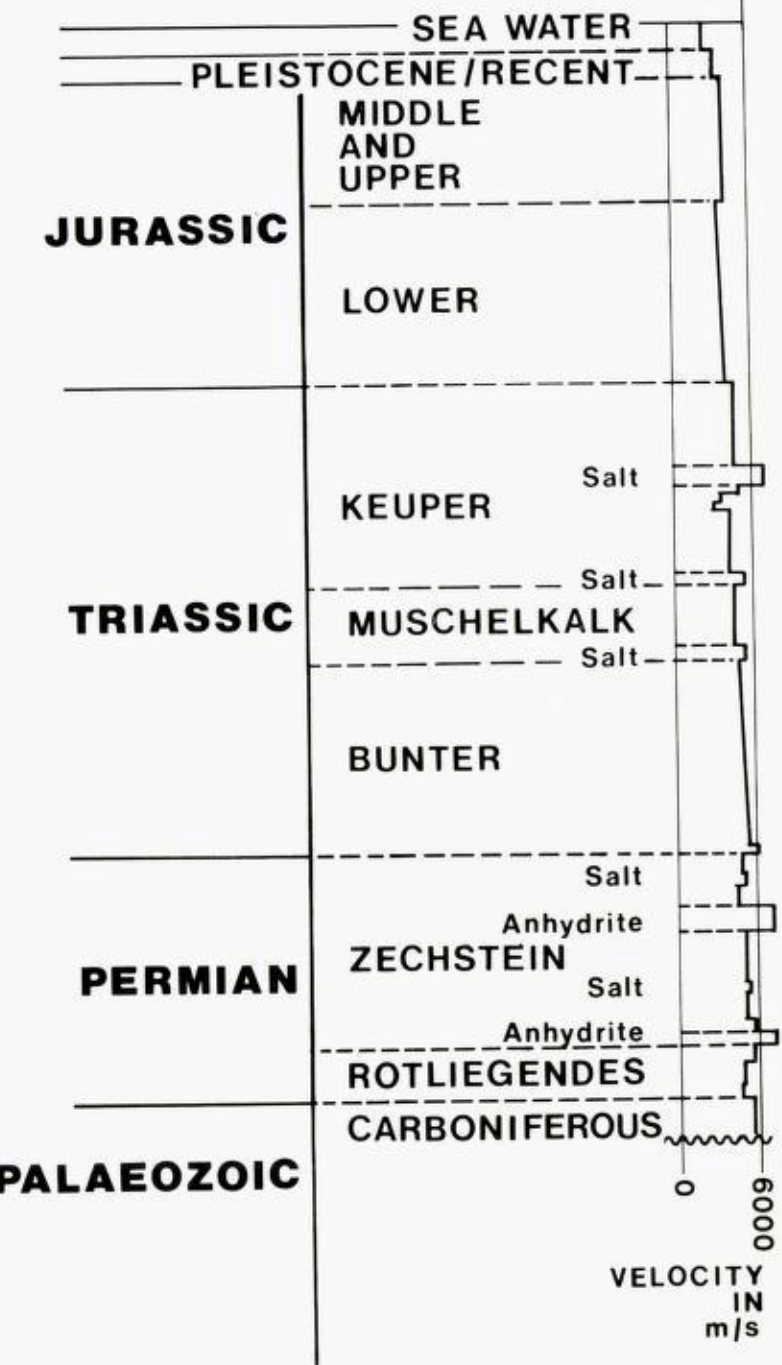 SEA WATER
PLEISTOCENE/RECENT
MIDDLE
AND
UPPER
JURASSIC
LOWER
Salt
KEUPER
Salt
TRIASSIC
MUSCHELKALK
Salt
BUNTER
Salt
Anhydrite
ZECHSTEIN
PERMIAN
Salt
Anhydrite
ROTLIEGENDES
CARBONIFEROUS
PALAEOZOIC
0
6000
VELOCITY
IN
m/s